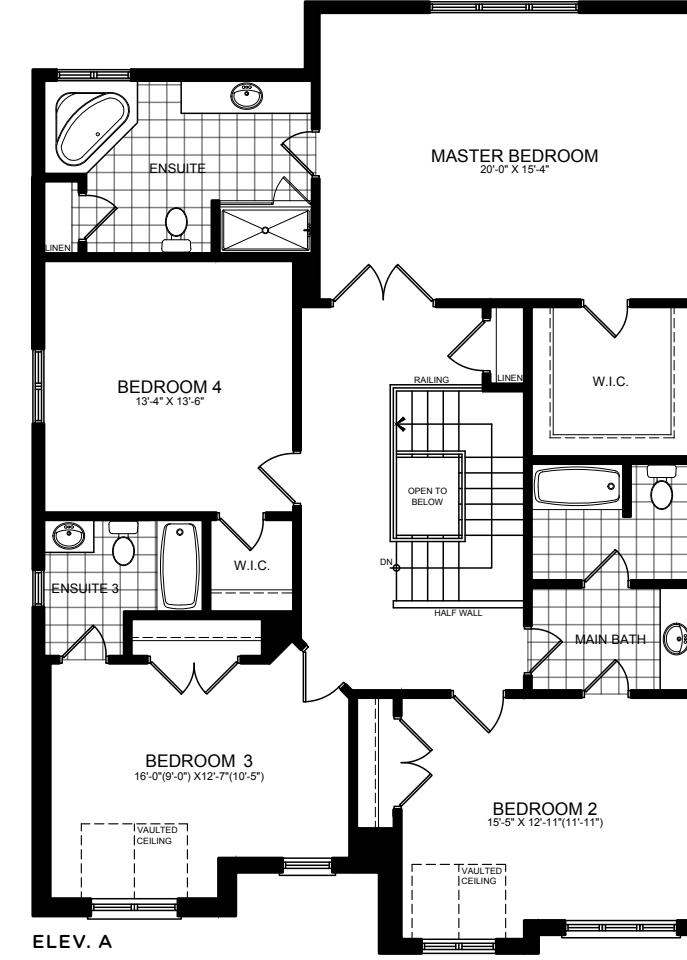 MASTER BEDROOM
20'-0" X 15'-4"
ENSUITE
LINEN
BEDROOM 4
13'-4" X 13'-6"
RAILING
LINEN
W.I.C.
OPEN TO
BELOW
DN
HALF WALL
W.I.C.
ENSUITE 3
MAIN BATH
BEDROOM 3
16'-0"(9'-0") X12'-7"(10'-5")
VAULTED
CEILING
BEDROOM 2
15'-5" X 12'-11"(11'-11")
VAULTED
CEILING
ELEV. A